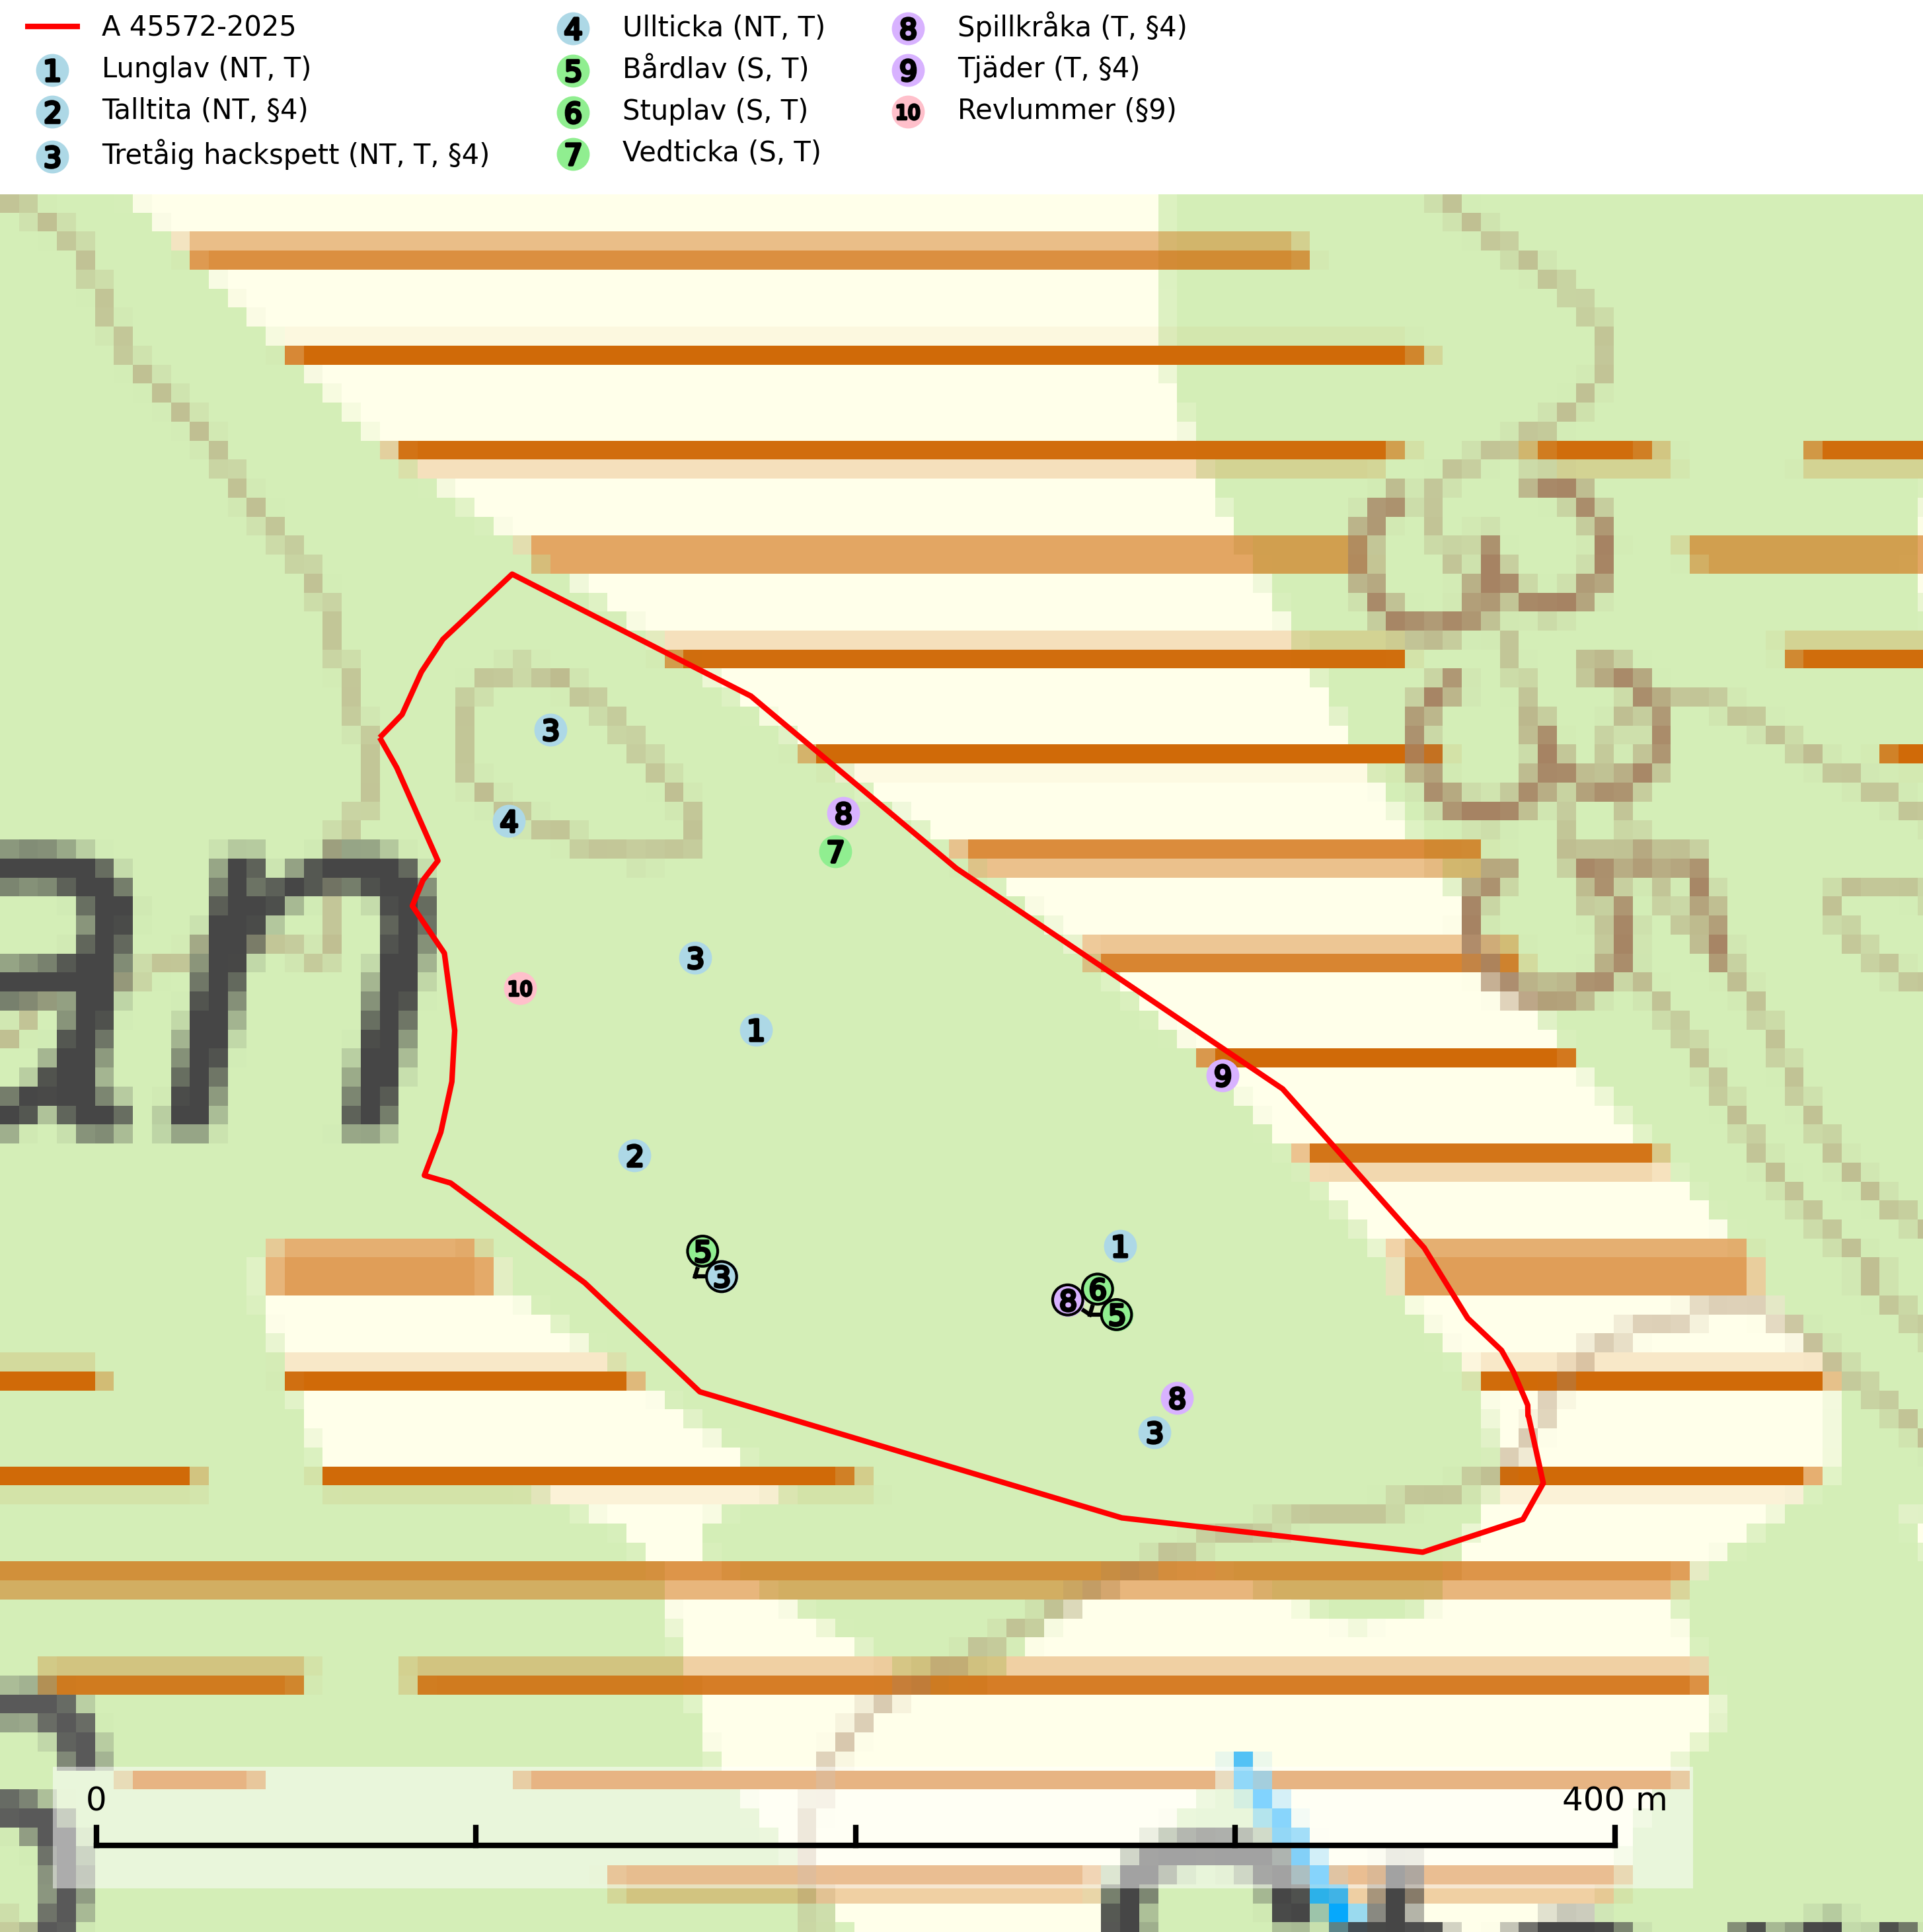 A 45572-2025
1 Lunglav (NT, T)
2 Talltita (NT, §4)
3 Tretåig hackspett (NT, T, §4)
4 Ullticka (NT, T)
5 Bårdlav (S, T)
6 Stuplav (S, T)
7 Vedticka (S, T)
8 Spillkråka (T, §4)
9 Tjäder (T, §4)
10 Revlummer (§9)
3
4
8
7
an
3
10
1
9
2
5
3
1
6
8
5
8
3
0
400 m